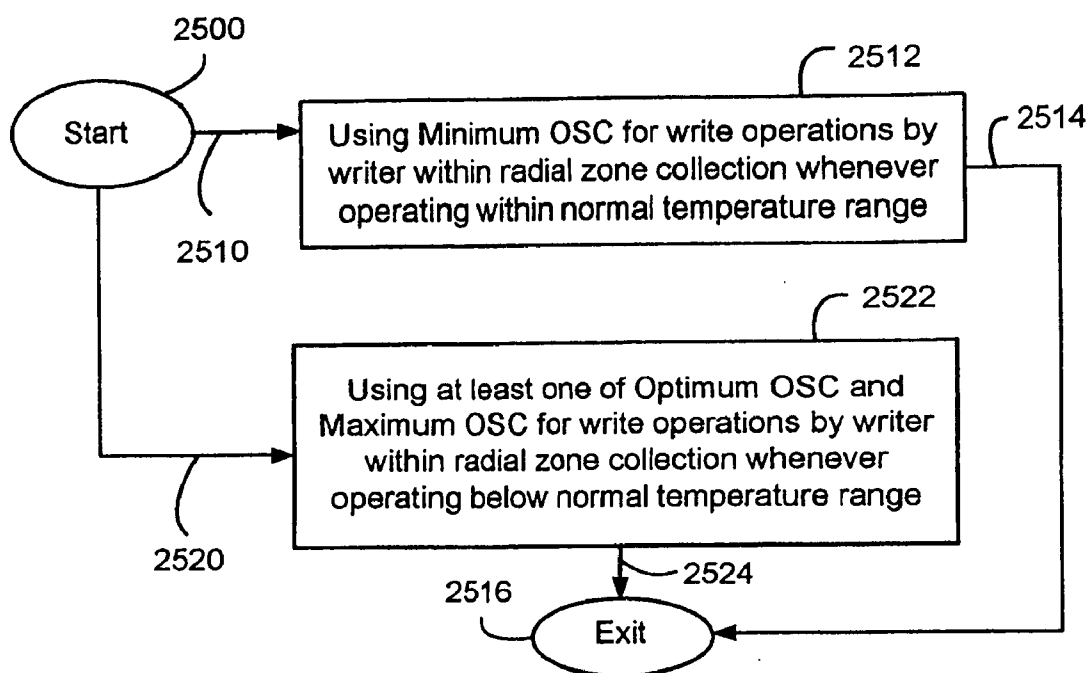 2500
Start
2510
2512
Using Minimum OSC for write operations by
writer within radial zone collection whenever
operating within normal temperature range
2514
2522
Using at least one of Optimum OSC and
Maximum OSC for write operations by writer
within radial zone collection whenever
operating below normal temperature range
2520
2524
2516
Exit